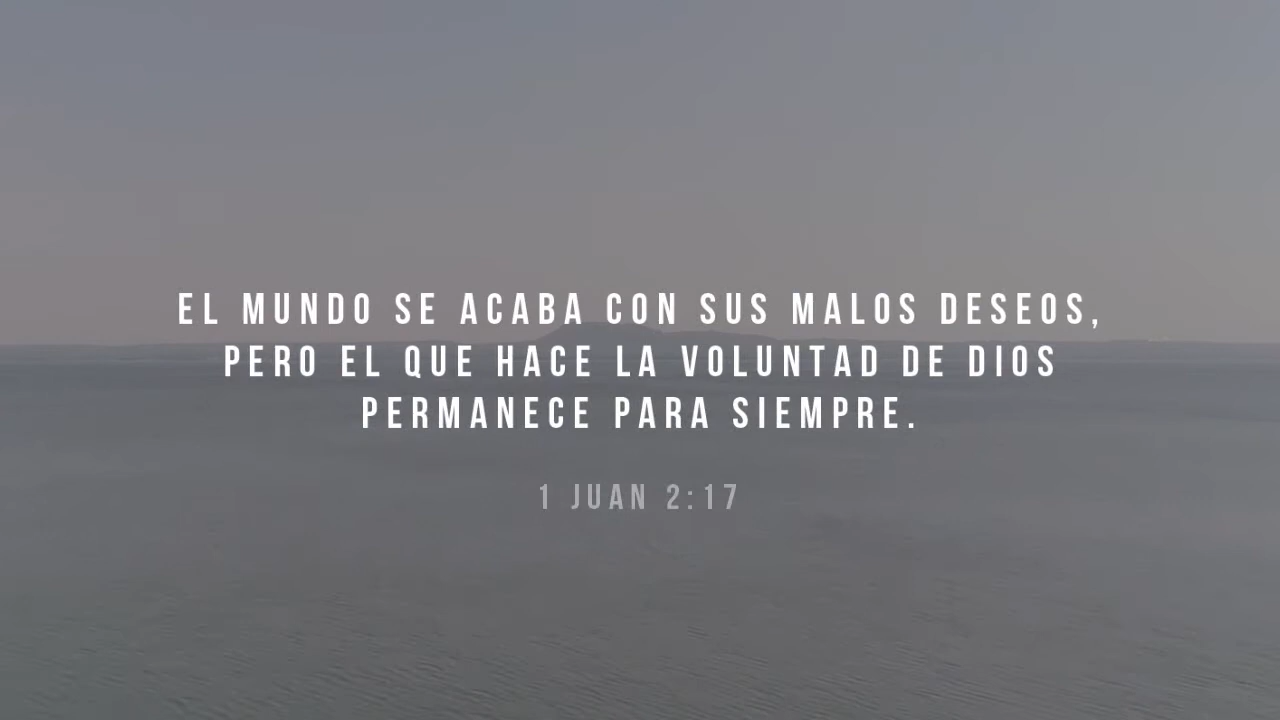 EL MUNDO SE ACABA CON SUS MALOS DESEOS,
PERO EL QUE HACE LA VOLUNTAD DE DIOS
PERMANECE PARA SIEMPRE.
1 JUAN 2:17